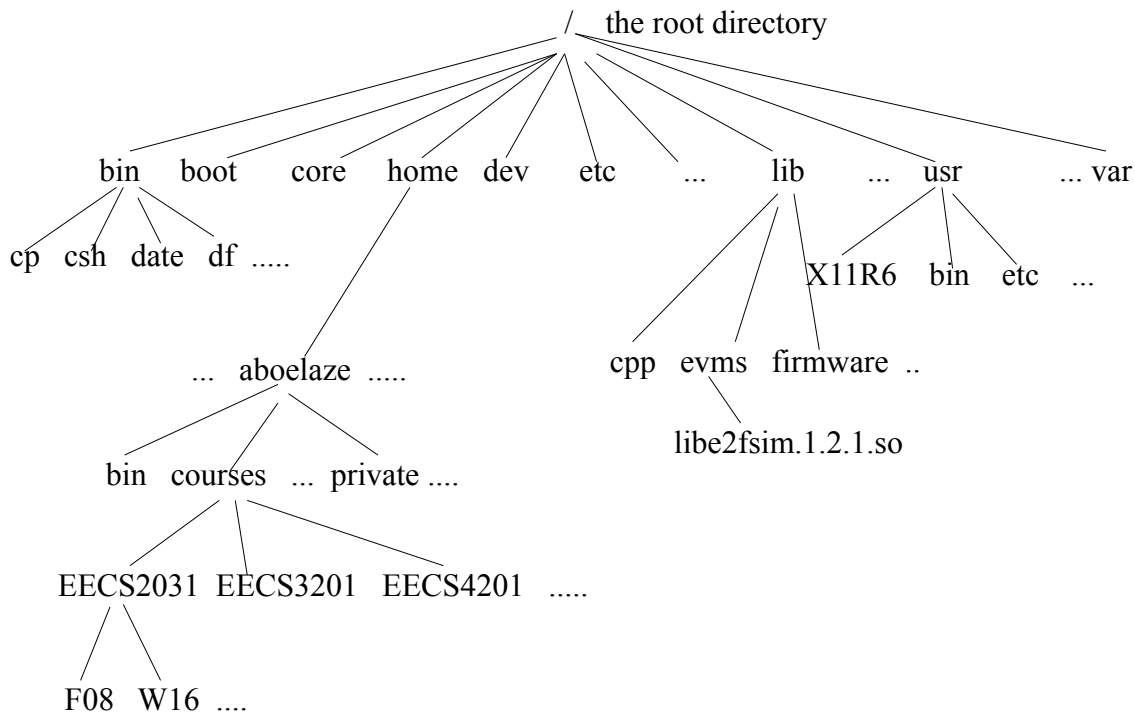 / the root directory
bin boot core home dev etc ... lib ... usr ... var
cp csh date df .....
X11R6 bin etc ...
cpp evms firmware ..
... aboelaze .....
libe2fsim.1.2.1.so
bin courses ... private ....
EECS2031 EECS3201 EECS4201 .....
F08 W16 ....